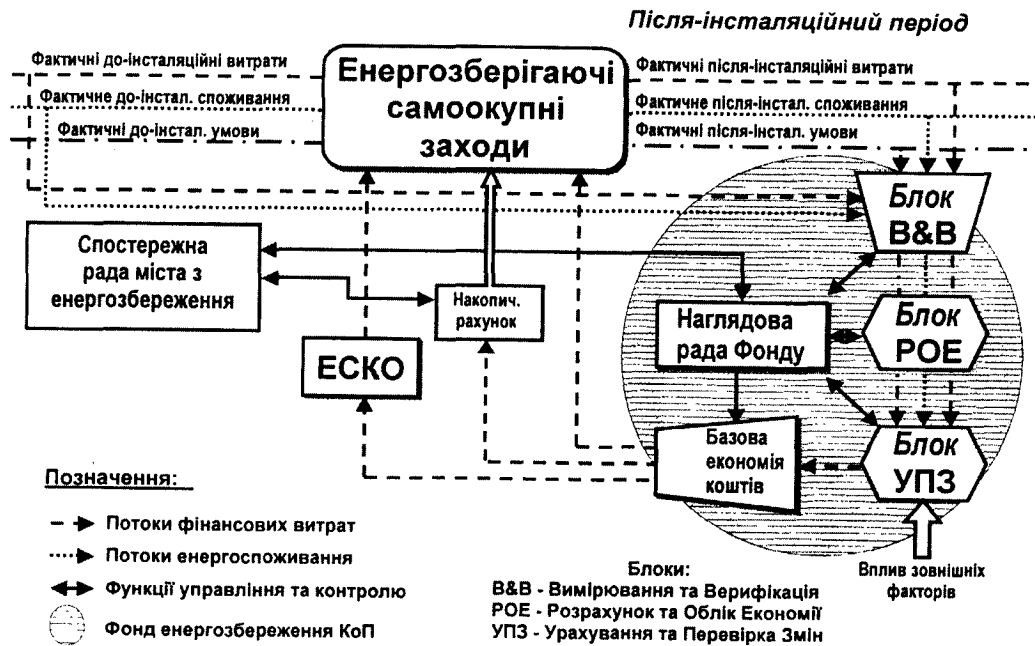 Після-інсталяційний період
Фактичні до-інсталяційні витрати
Фактичне до-інстал. споживання
Фактичні до-інстал. умови
Енергозберігаючі
самоокупні
заходи
Фактичні після-інсталяційні витрати
Фактичне після-інстал. споживання
Фактичні після-інстал. умови
Блок
В&В
Спостережна
рада міста з
енергозбереження
Накопич.
рахунок
Наглядова
рада Фонду
Блок
РОЕ
ЕСКО
Базова
економія
коштів
Блок
УПЗ
Позначення:
Потоки фінансових витрат
Потоки енергоспоживання
Функції управління та контролю
Фонд енергозбереження КоП
Блоки:
В&В - Вимірювання та Верифікація
РОЕ - Розрахунок та Облік Економії
УПЗ - Урахування та Перевірка Змін
Вплив зовнішніх
факторів